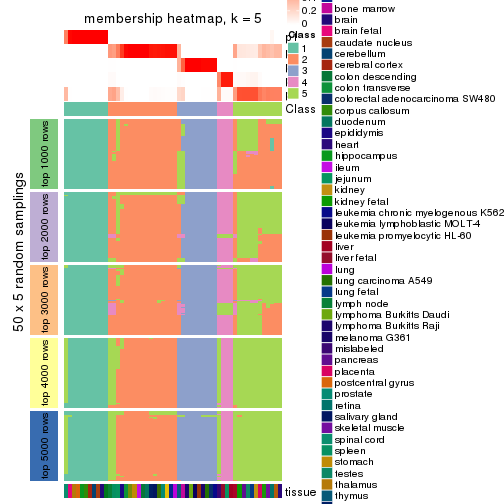 membership heatmap, k = 5
0.2
0
Class
1
2
3
4
5
Class
50 x 5 random samplings
top 1000 rows
top 2000 rows
top 3000 rows
top 4000 rows
top 5000 rows
tissue
bone marrow
brain
brain fetal
caudate nucleus
cerebellum
cerebral cortex
colon descending
colon transverse
colorectal adenocarcinoma SW480
corpus callosum
duodenum
epididymis
heart
hippocampus
ileum
jejunum
kidney
kidney fetal
leukemia chronic myelogenous K562
leukemia lymphoblastic MOLT-4
leukemia promyelocytic HL-60
liver
liver fetal
lung
lung carcinoma A549
lung fetal
lymph node
lymphoma Burkitts Daudi
lymphoma Burkitts Raji
melanoma G361
mislabeled
pancreas
placenta
postcentral gyrus
prostate
retina
salivary gland
skeletal muscle
spinal cord
spleen
stomach
testes
thalamus
thymus